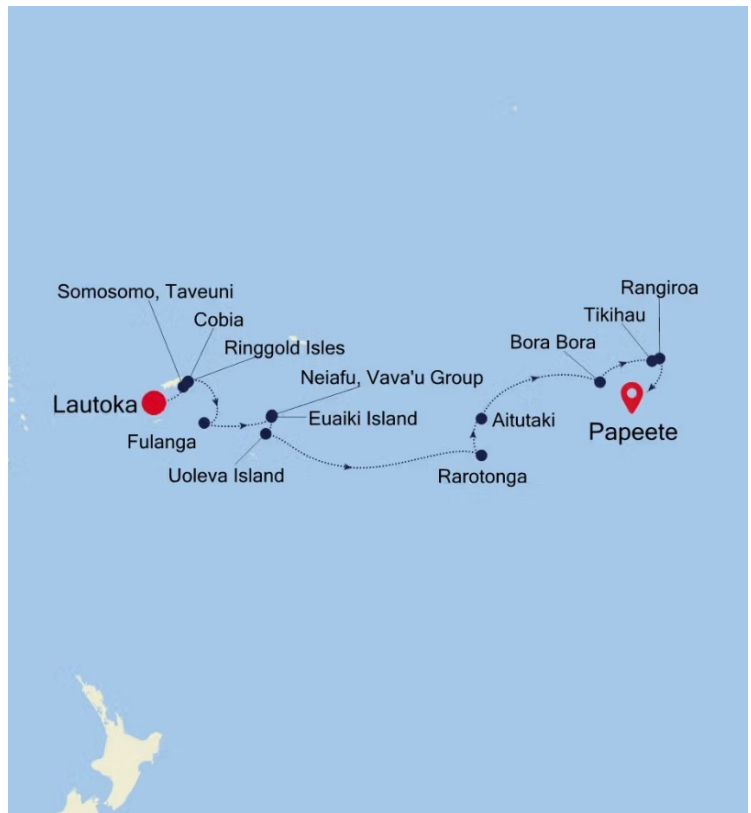 Rangiroa
Somosomo, Taveuni
Tikihau
Cobia
Bora Bora
Ringgold Isles
Neiafu, Vava'u Group
Lautoka
Euaiki Island
Aitutaki
Papeete
Fulanga
Uoleva Island
Rarotonga